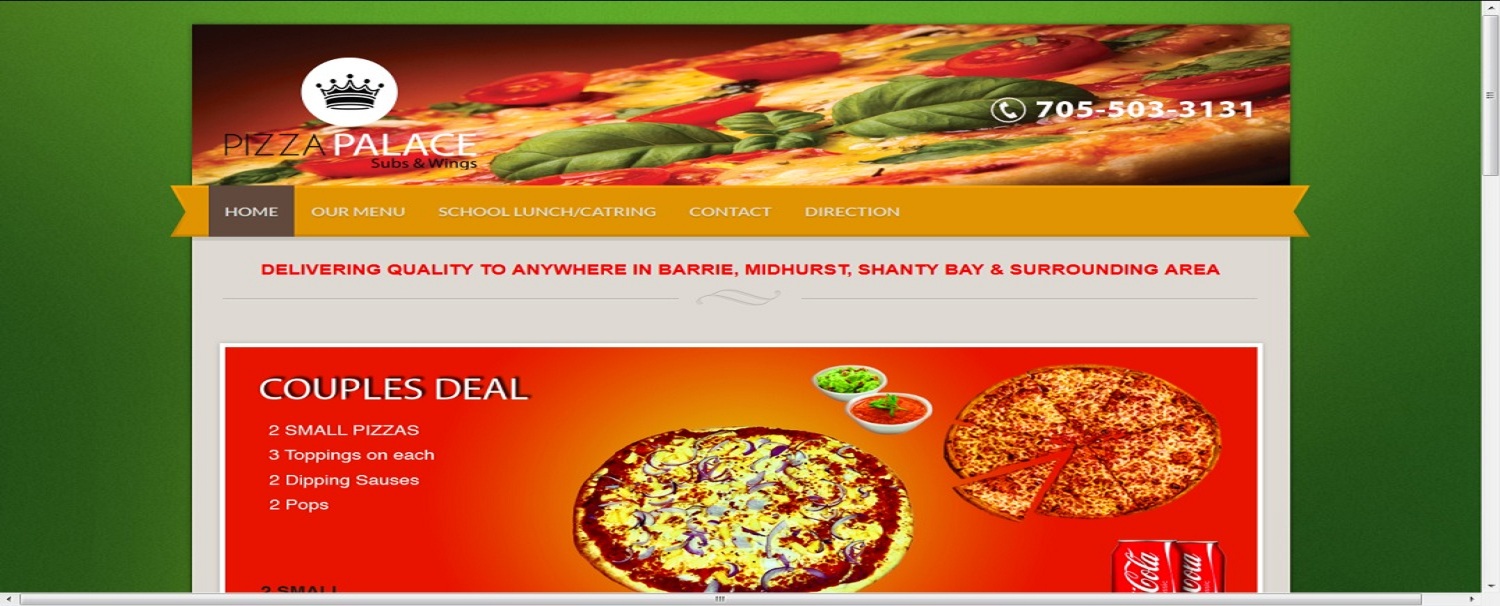 705-503-3131
PIZZA PALACE
Subs & Wings
HOME OUR MENU SCHOOL LUNCH/CATRING CONTACT DIRECTION
DELIVERING QUALITY TO ANYWHERE IN BARRIE, MIDHURST, SHANTY BAY & SURROUNDING AREA
COUPLES DEAL
2 SMALL PIZZAS
3 Toppings on each
2 Dipping Sauses
2 Pops
2 SMALL
Coca-Cola